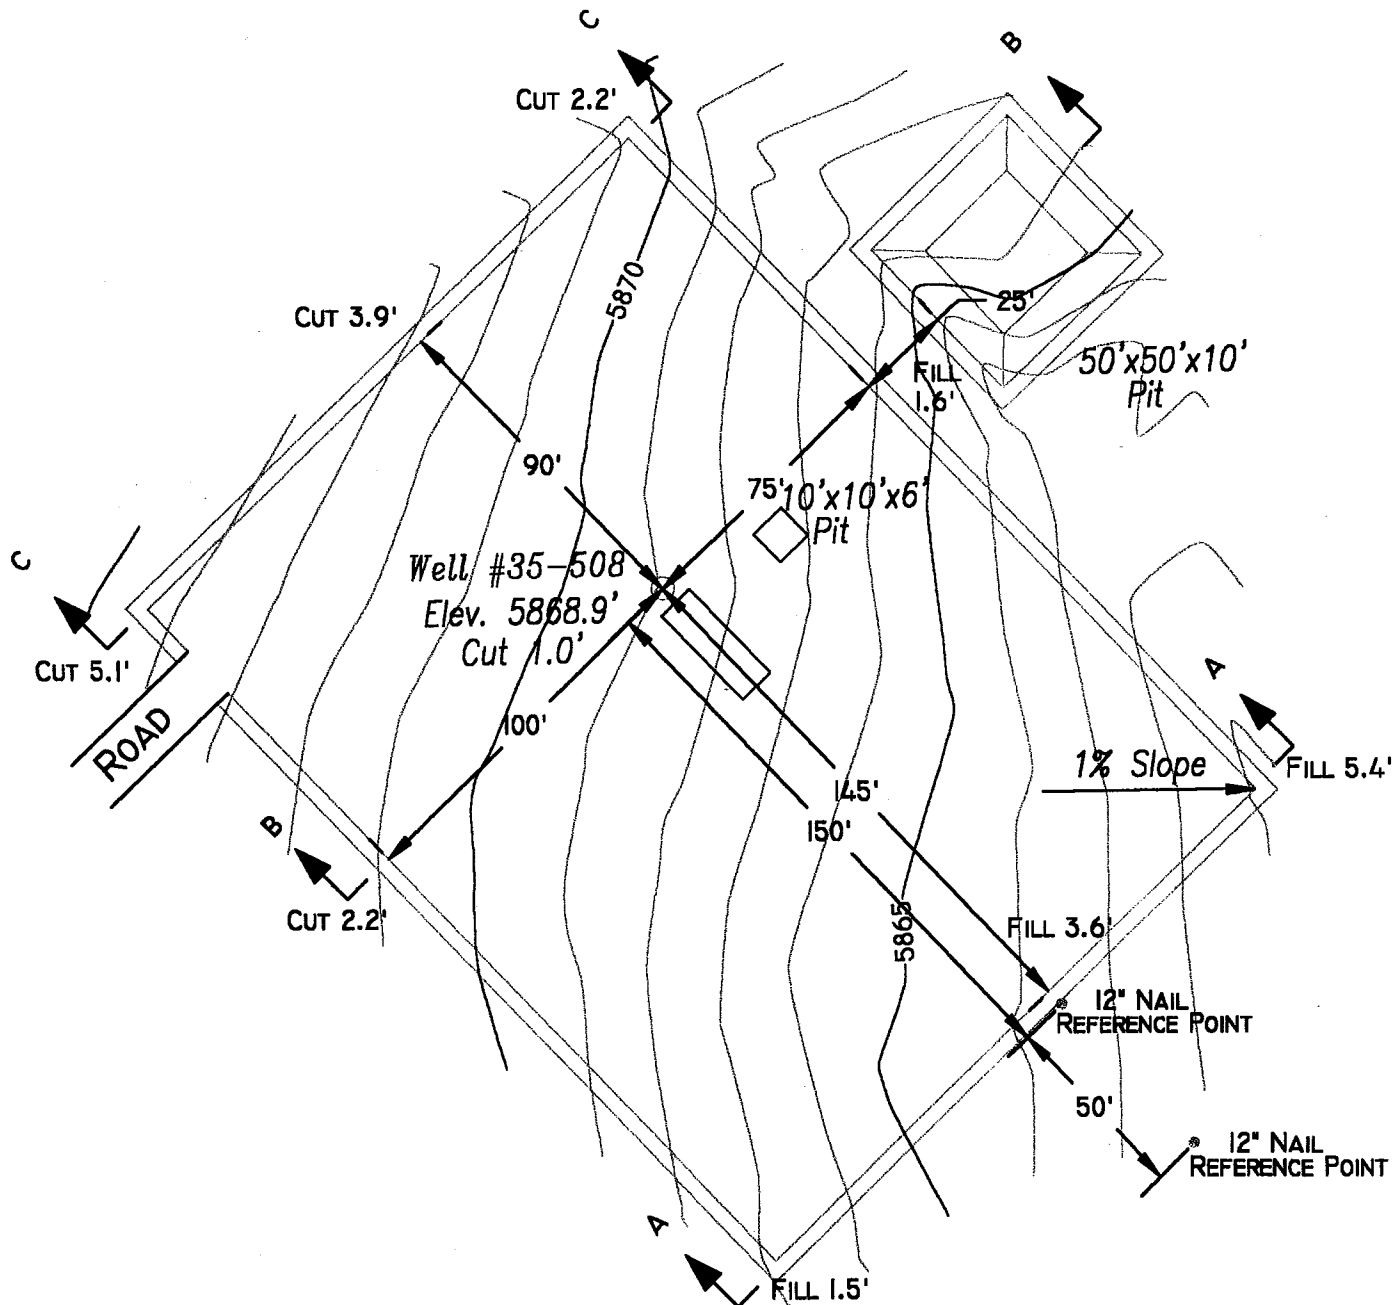 C
B
CUT 2.2'
5870
CUT 3.9'
25'
FILL
1.6'
50'x50'x10'
Pit
90'
75'
10'x10'x6'
Pit
C
Well #35-508
Elev. 5868.9'
Cut 1.0'
CUT 5.1'
100'
A
ROAD
1% Slope
FILL 5.4'
145'
150'
B
CUT 2.2'
5865
FILL 3.6'
12" NAIL
REFERENCE POINT
50'
12" NAIL
REFERENCE POINT
A
FILL 1.5'